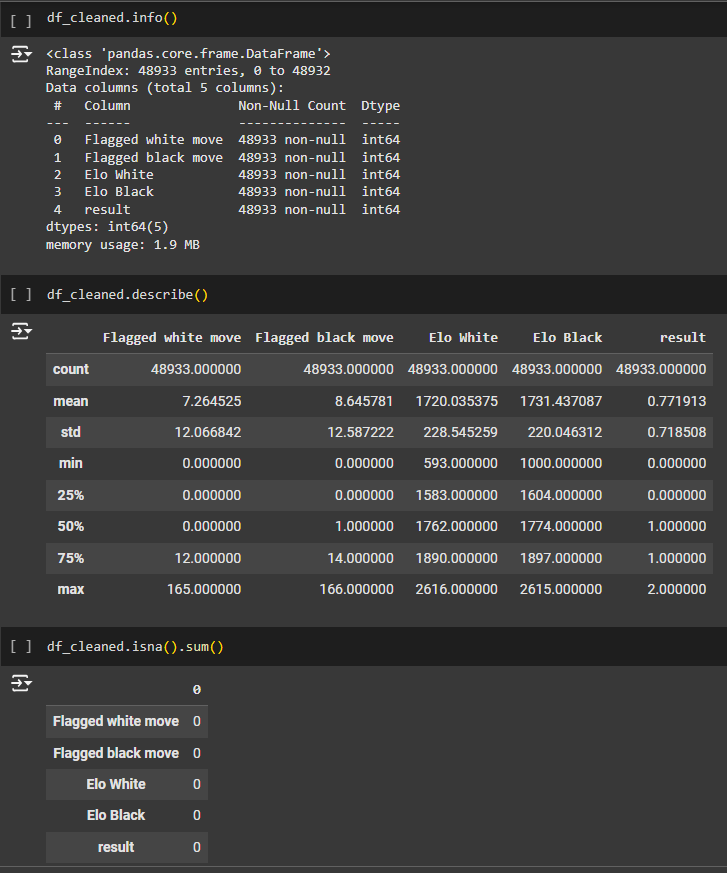 [ ] df_cleaned.info()
<class 'pandas.core.frame.DataFrame'>
RangeIndex: 48933 entries, 0 to 48932
Data columns (total 5 columns):
 #   Column              Non-Null Count  Dtype
---  ------              --------------  -----
 0   Flagged white move  48933 non-null  int64
 1   Flagged black move  48933 non-null  int64
 2   Elo White           48933 non-null  int64
 3   Elo Black           48933 non-null  int64
 4   result              48933 non-null  int64
dtypes: int64(5)
memory usage: 1.9 MB
[ ] df_cleaned.describe()
Flagged white move Flagged black move Elo White Elo Black result
count 48933.000000 48933.000000 48933.000000 48933.000000 48933.000000
mean 7.264525 8.645781 1720.035375 1731.437087 0.771913
std 12.066842 12.587222 228.545259 220.046312 0.718508
min 0.000000 0.000000 593.000000 1000.000000 0.000000
25% 0.000000 0.000000 1583.000000 1604.000000 0.000000
50% 0.000000 1.000000 1762.000000 1774.000000 1.000000
75% 12.000000 14.000000 1890.000000 1897.000000 1.000000
max 165.000000 166.000000 2616.000000 2615.000000 2.000000
[ ] df_cleaned.isna().sum()
0
Flagged white move 0
Flagged black move 0
Elo White 0
Elo Black 0
result 0